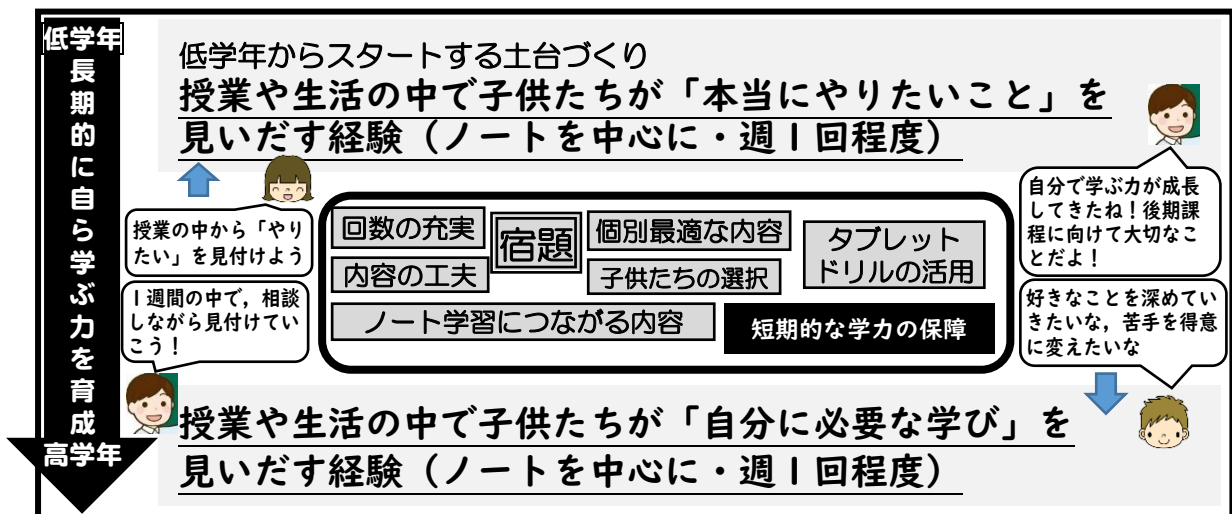 低学年
長期的に自ら学ぶ力を育成
高学年
低学年からスタートする土台づくり
授業や生活の中で子供たちが「本当にやりたいこと」を
見いだす経験（ノートを中心に・週１回程度）
授業の中から「やり
たい」を見付けよう
１週間の中で，相談
しながら見付けてい
こう！
回数の充実
宿題
個別最適な内容
タブレット
ドリルの活用
内容の工夫
子供たちの選択
ノート学習につながる内容
短期的な学力の保障
自分で学ぶ力が成長
してきたね！後期課
程に向けて大切なこ
とだよ！
好きなことを深めてい
きたいな，苦手を得意
に変えたいな
授業や生活の中で子供たちが「自分に必要な学び」を
見いだす経験（ノートを中心に・週１回程度）